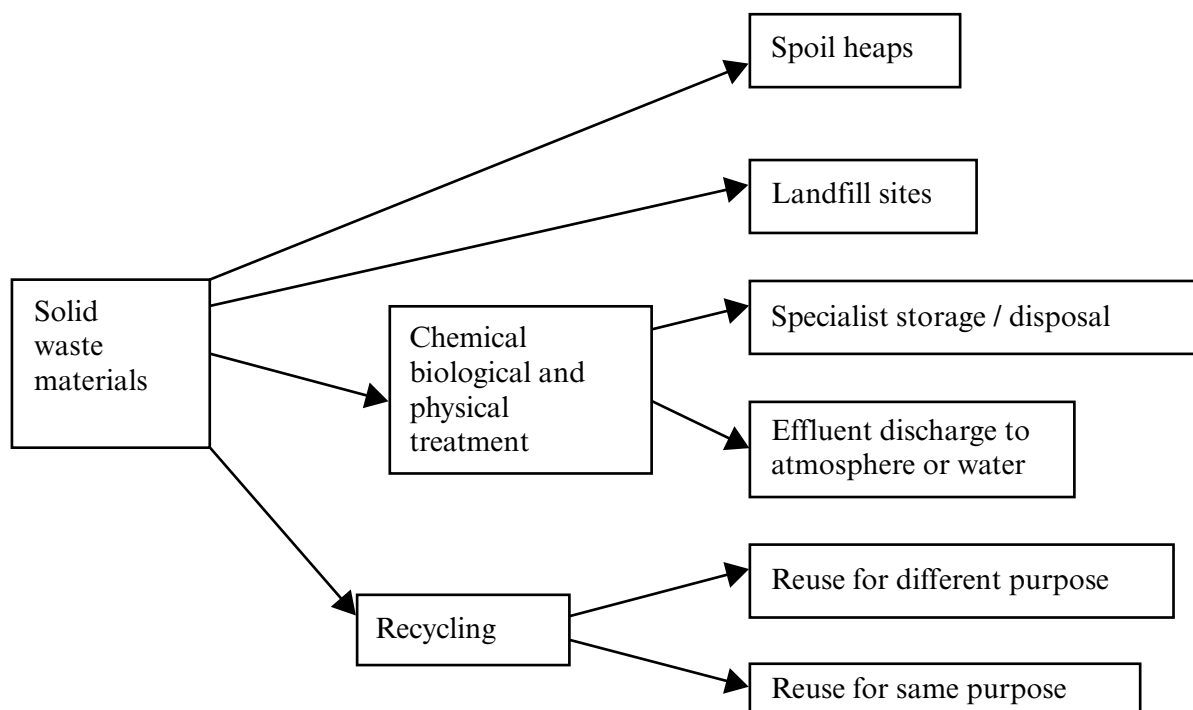 Spoil heaps
Landfill sites
Solid
waste
materials
Chemical
biological and
physical
treatment
Specialist storage / disposal
Effluent discharge to
atmosphere or water
Recycling
Reuse for different purpose
Reuse for same purpose